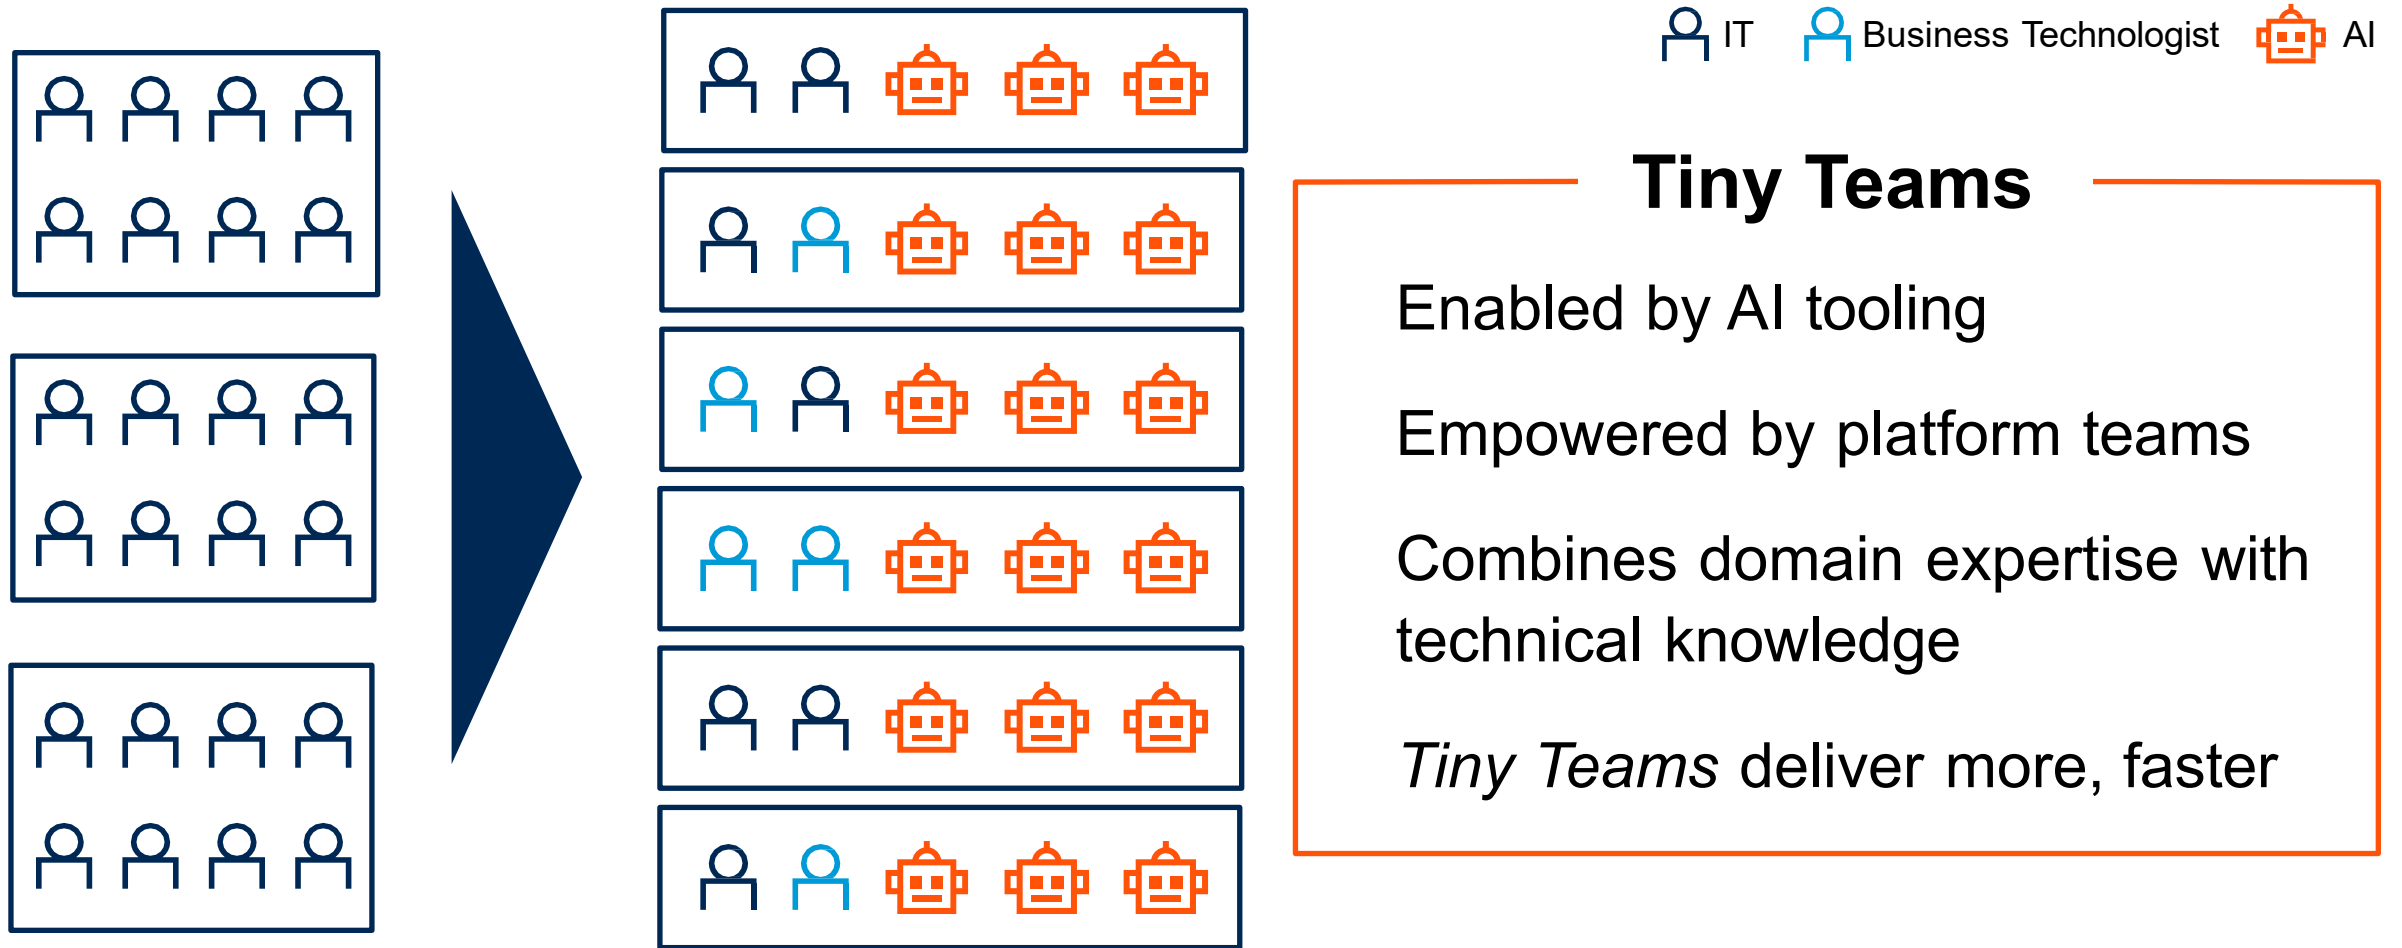 IT
Business Technologist
AI
Tiny Teams
Enabled by AI tooling
Empowered by platform teams
Combines domain expertise with
technical knowledge
Tiny Teams deliver more, faster